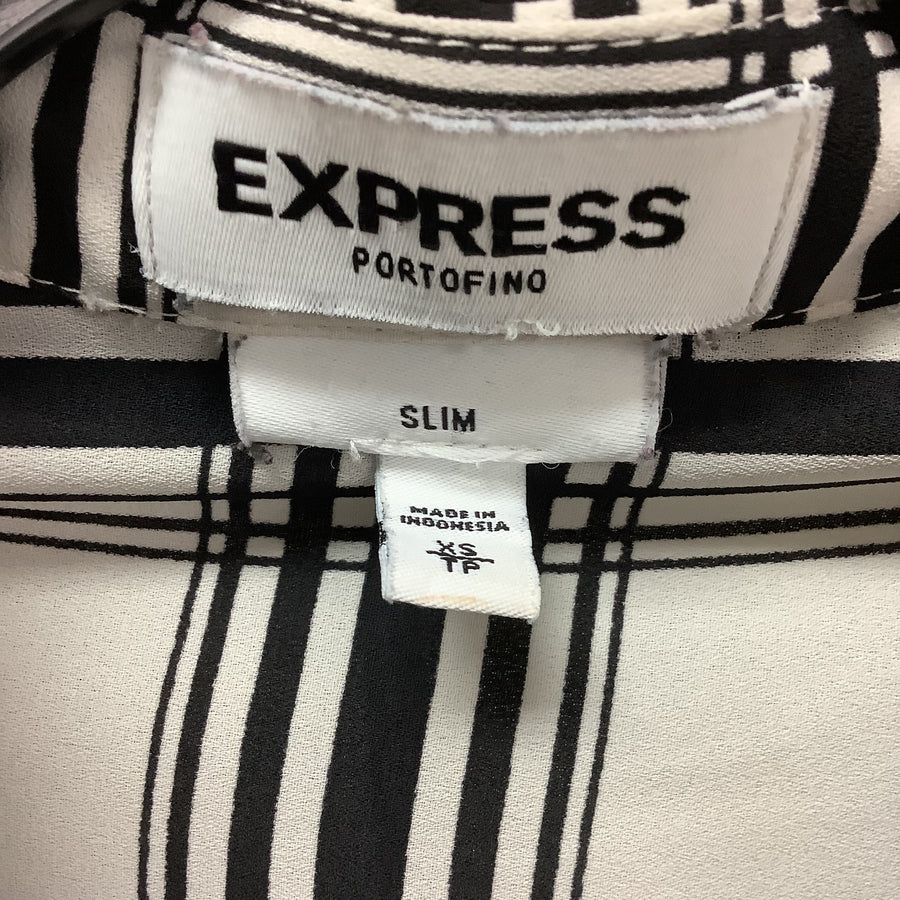 EXPRESS
PORTOFINO
SLIM
MADE IN
INDONESIA
XS
TP